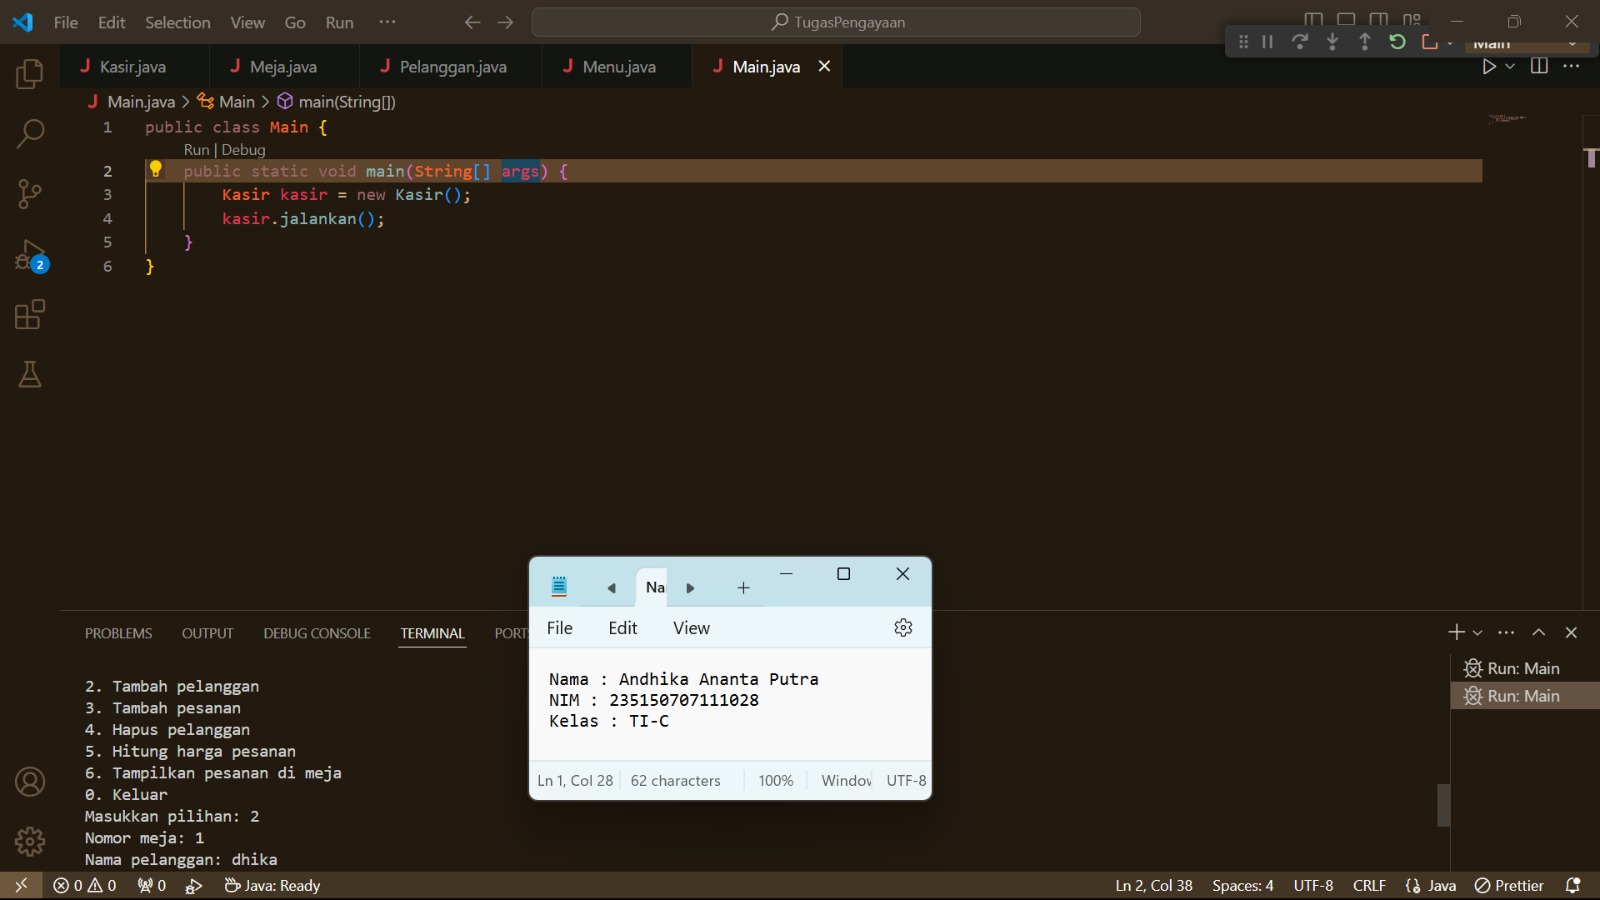 File Edit Selection View Go Run ···
TugasPengayaan
Main
Kasir.java Meja.java Pelanggan.java Menu.java Main.java
Main.java > Main > main(String[])
1 public class Main {
Run | Debug
2 public static void main(String[] args) {
3 Kasir kasir = new Kasir();
4 kasir.jalankan();
5 }
6 }
2
PROBLEMS OUTPUT DEBUG CONSOLE TERMINAL PORTS
Run: Main
Run: Main
2. Tambah pelanggan
3. Tambah pesanan
4. Hapus pelanggan
5. Hitung harga pesanan
6. Tampilkan pesanan di meja
0. Keluar
Masukkan pilihan: 2
Nomor meja: 1
Nama pelanggan: dhika
Na
File Edit View
Nama : Andhika Ananta Putra
NIM : 235150707111028
Kelas : TI-C
Ln 1, Col 28 62 characters 100% Window UTF-8
0 0 0 Java: Ready Ln 2, Col 38 Spaces: 4 UTF-8 CRLF {} Java Prettier